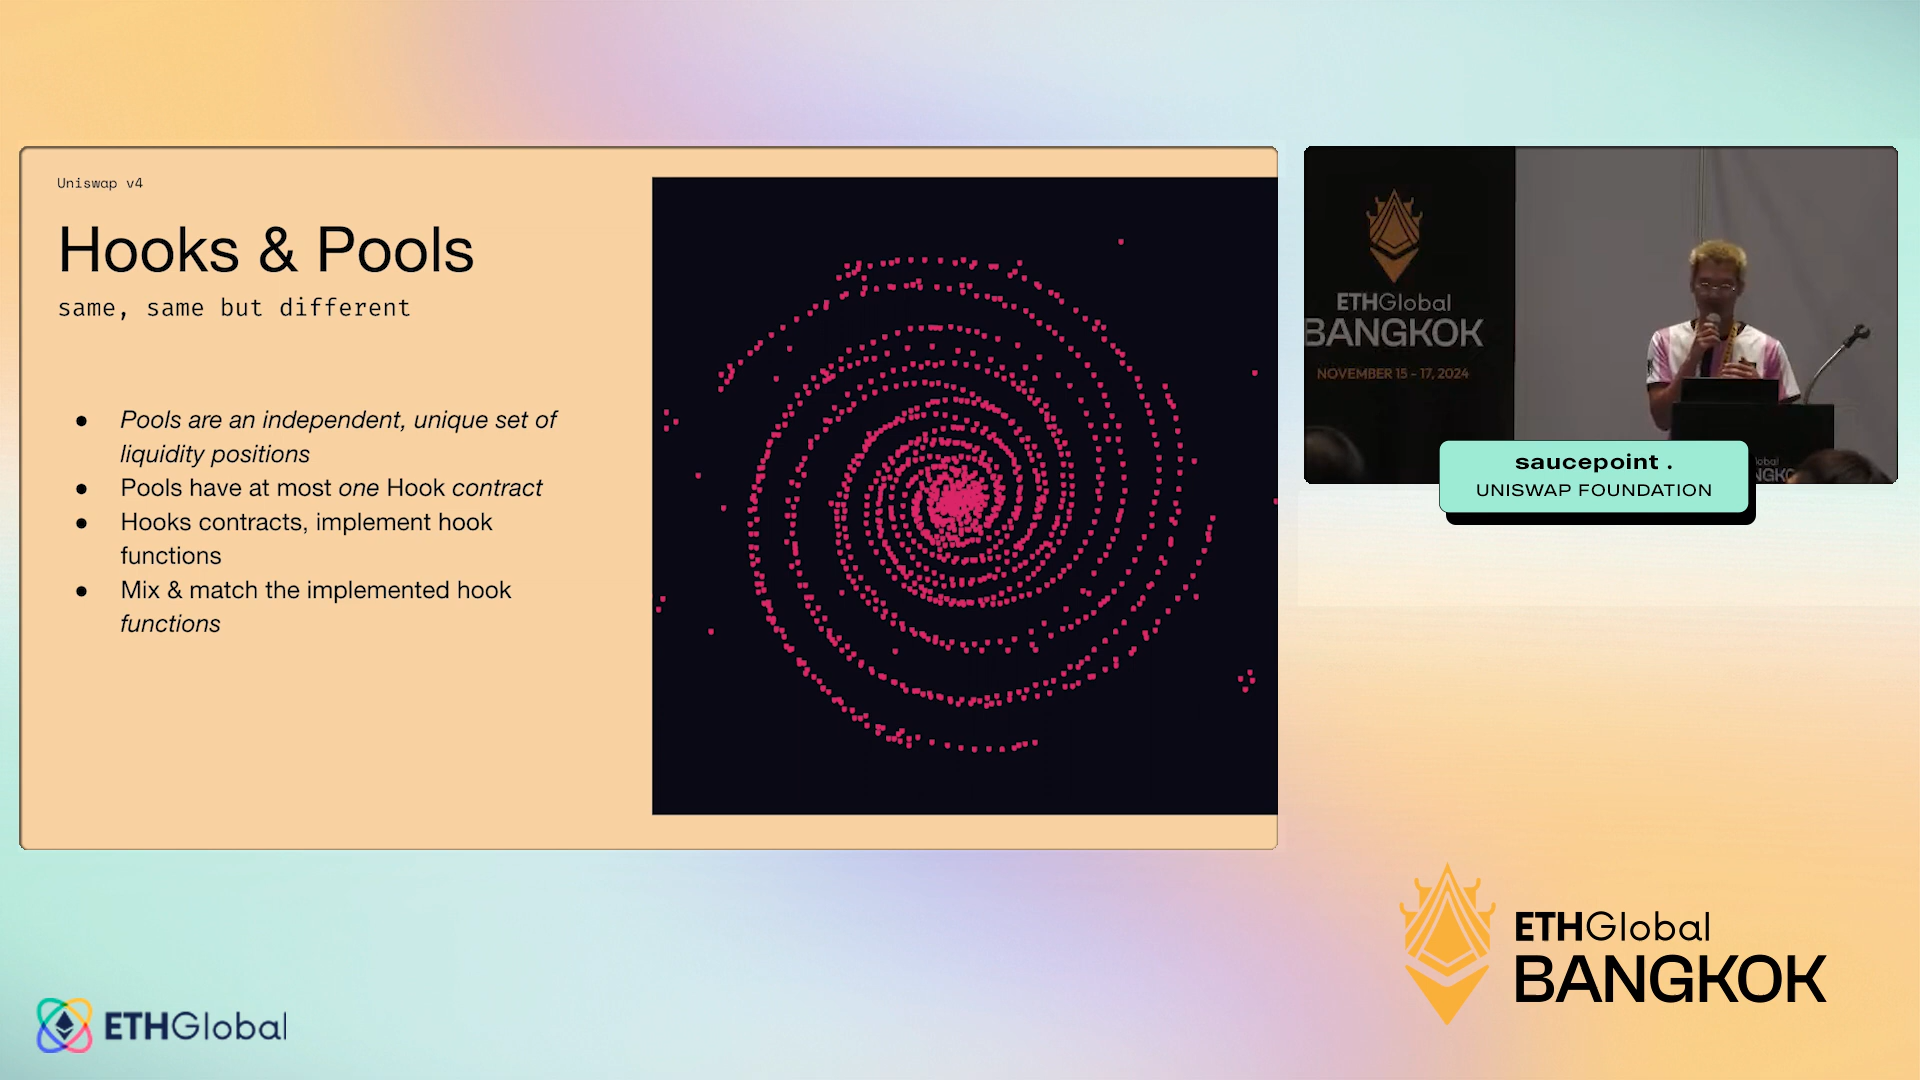 Uniswap v4
Hooks & Pools
same, same but different
● Pools are an independent, unique set of
liquidity positions
● Pools have at most one Hook contract
● Hooks contracts, implement hook
functions
● Mix & match the implemented hook
functions
ETHGlobal
BANGKOK
NOVEMBER 15 - 17, 2024
saucepoint .
UNISWAP FOUNDATION
ETHGlobal
BANGKOK
ETHGlobal